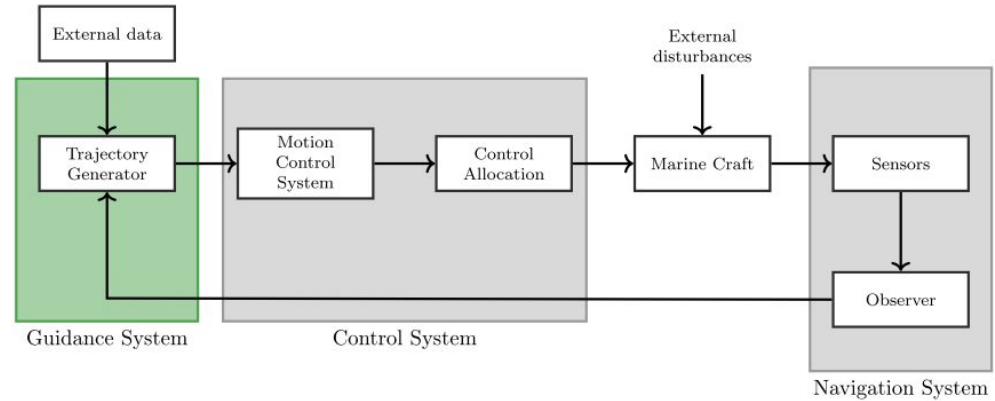 External data
External
disturbances
Trajectory
Generator
Motion
Control
System
Control
Allocation
Marine Craft
Sensors
Observer
Guidance System
Control System
Navigation System